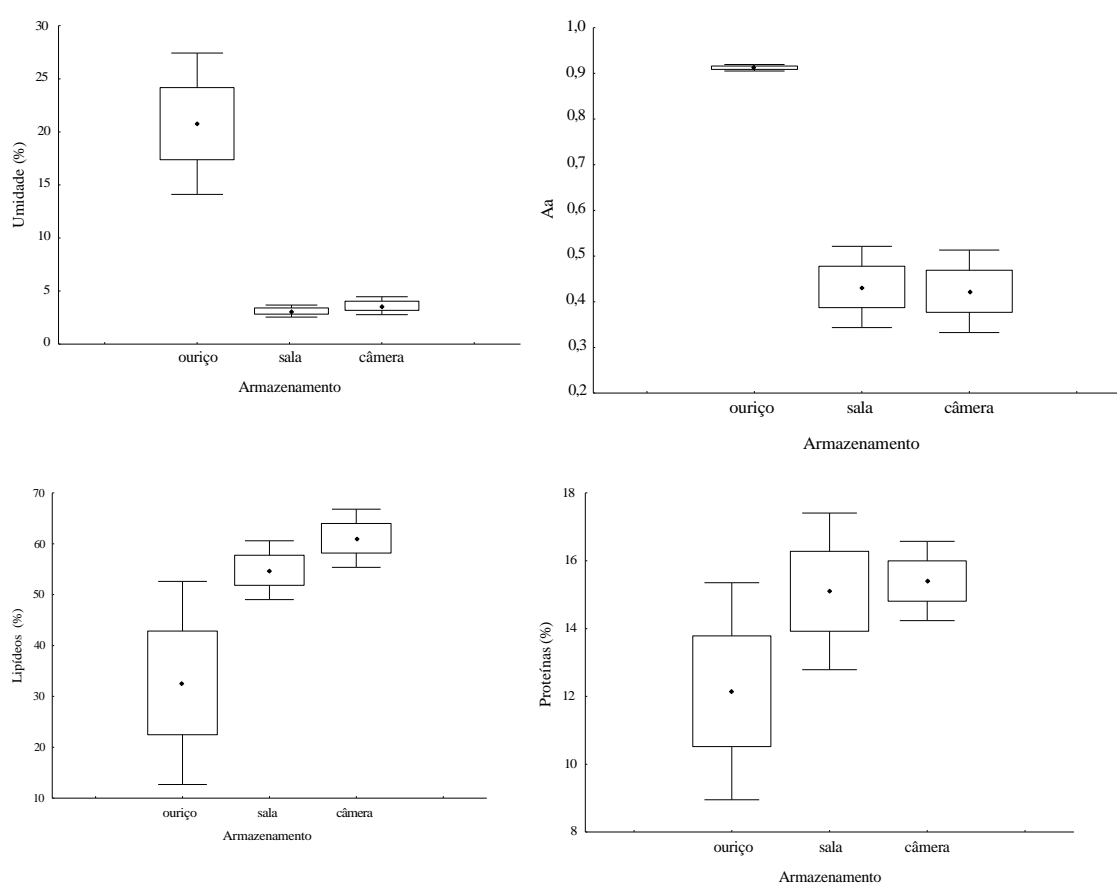 30
25
20
15
10
5
0
Umidade (%)
ouriço sala câmera
Armazenamento
1,0
0,9
0,8
0,7
0,6
0,5
0,4
0,3
0,2
Aa
ouriço sala câmera
Armazenamento
70
60
50
40
30
20
10
Lipídeos (%)
ouriço sala câmera
Armazenamento
18
16
14
12
10
8
Proteínas (%)
ouriço sala câmera
Armazenamento